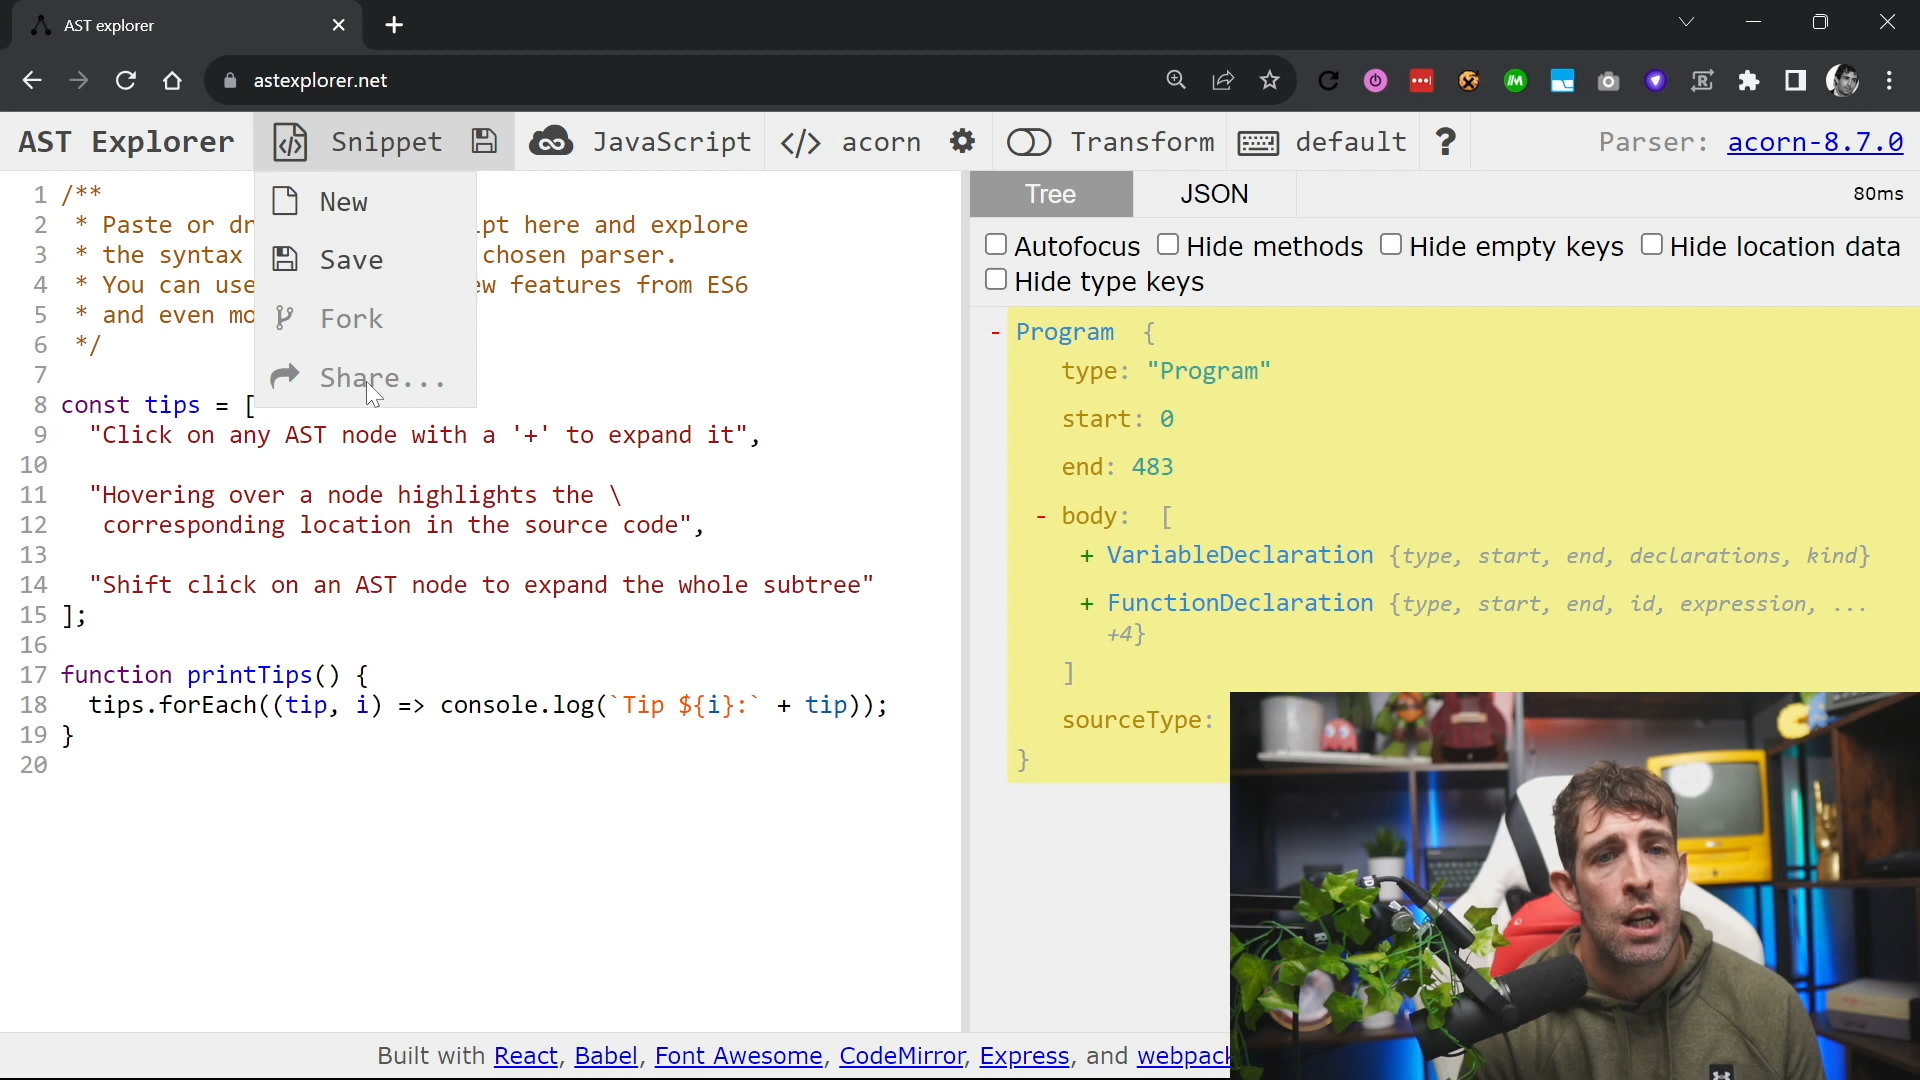 AST explorer
astexplorer.net
AST Explorer
Snippet
JavaScript
</> acorn
Transform
default
?
Parser: acorn-8.7.0
New
Save
Fork
Share...
1 /**
2 * Paste or dr
pt here and explore
3 * the syntax
chosen parser.
4 * You can use
w features from ES6
5 * and even mo
6 */
7
8 const tips = [
9 "Click on any AST node with a '+' to expand it",
10
11 "Hovering over a node highlights the \
12 corresponding location in the source code",
13
14 "Shift click on an AST node to expand the whole subtree"
15 ];
16
17 function printTips() {
18 tips.forEach((tip, i) => console.log(`Tip ${i}:` + tip));
19 }
20
Tree
JSON
80ms
Autofocus
Hide methods
Hide empty keys
Hide location data
Hide type keys
- Program {
type: "Program"
start: 0
end: 483
- body: [
+ VariableDeclaration {type, start, end, declarations, kind}
+ FunctionDeclaration {type, start, end, id, expression, ...
+4}
]
sourceType:
}
Built with React, Babel, Font Awesome, CodeMirror, Express, and webpack